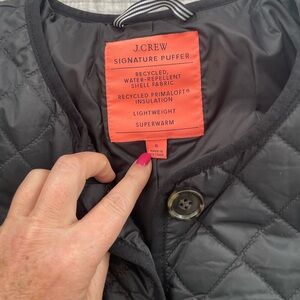 J.CREW
SIGNATURE PUFFER
RECYCLED,
WATER-REPELLENT
SHELL FABRIC
RECYCLED PRIMALOFT®
INSULATION
LIGHTWEIGHT
SUPERWARM